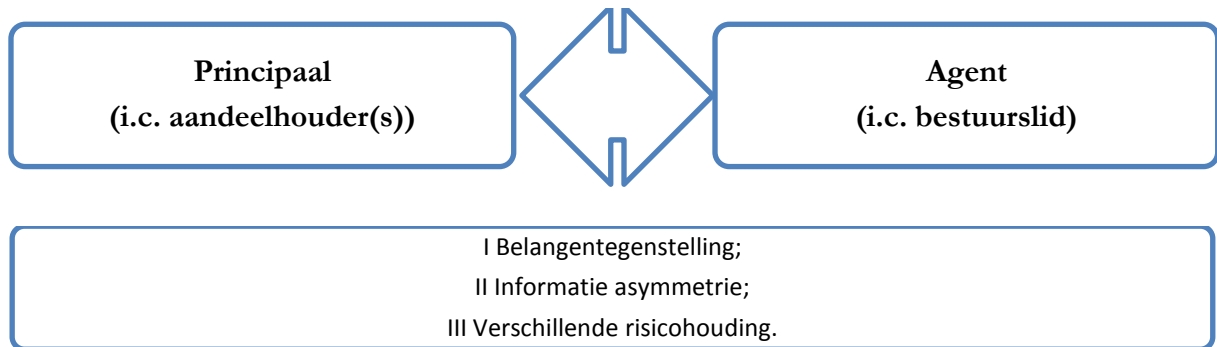 Principaal
(i.c. aandeelhouder(s))
Agent
(i.c. bestuurslid)
I Belangentegenstelling;
II Informatie asymmetrie;
III Verschillende risicohouding.